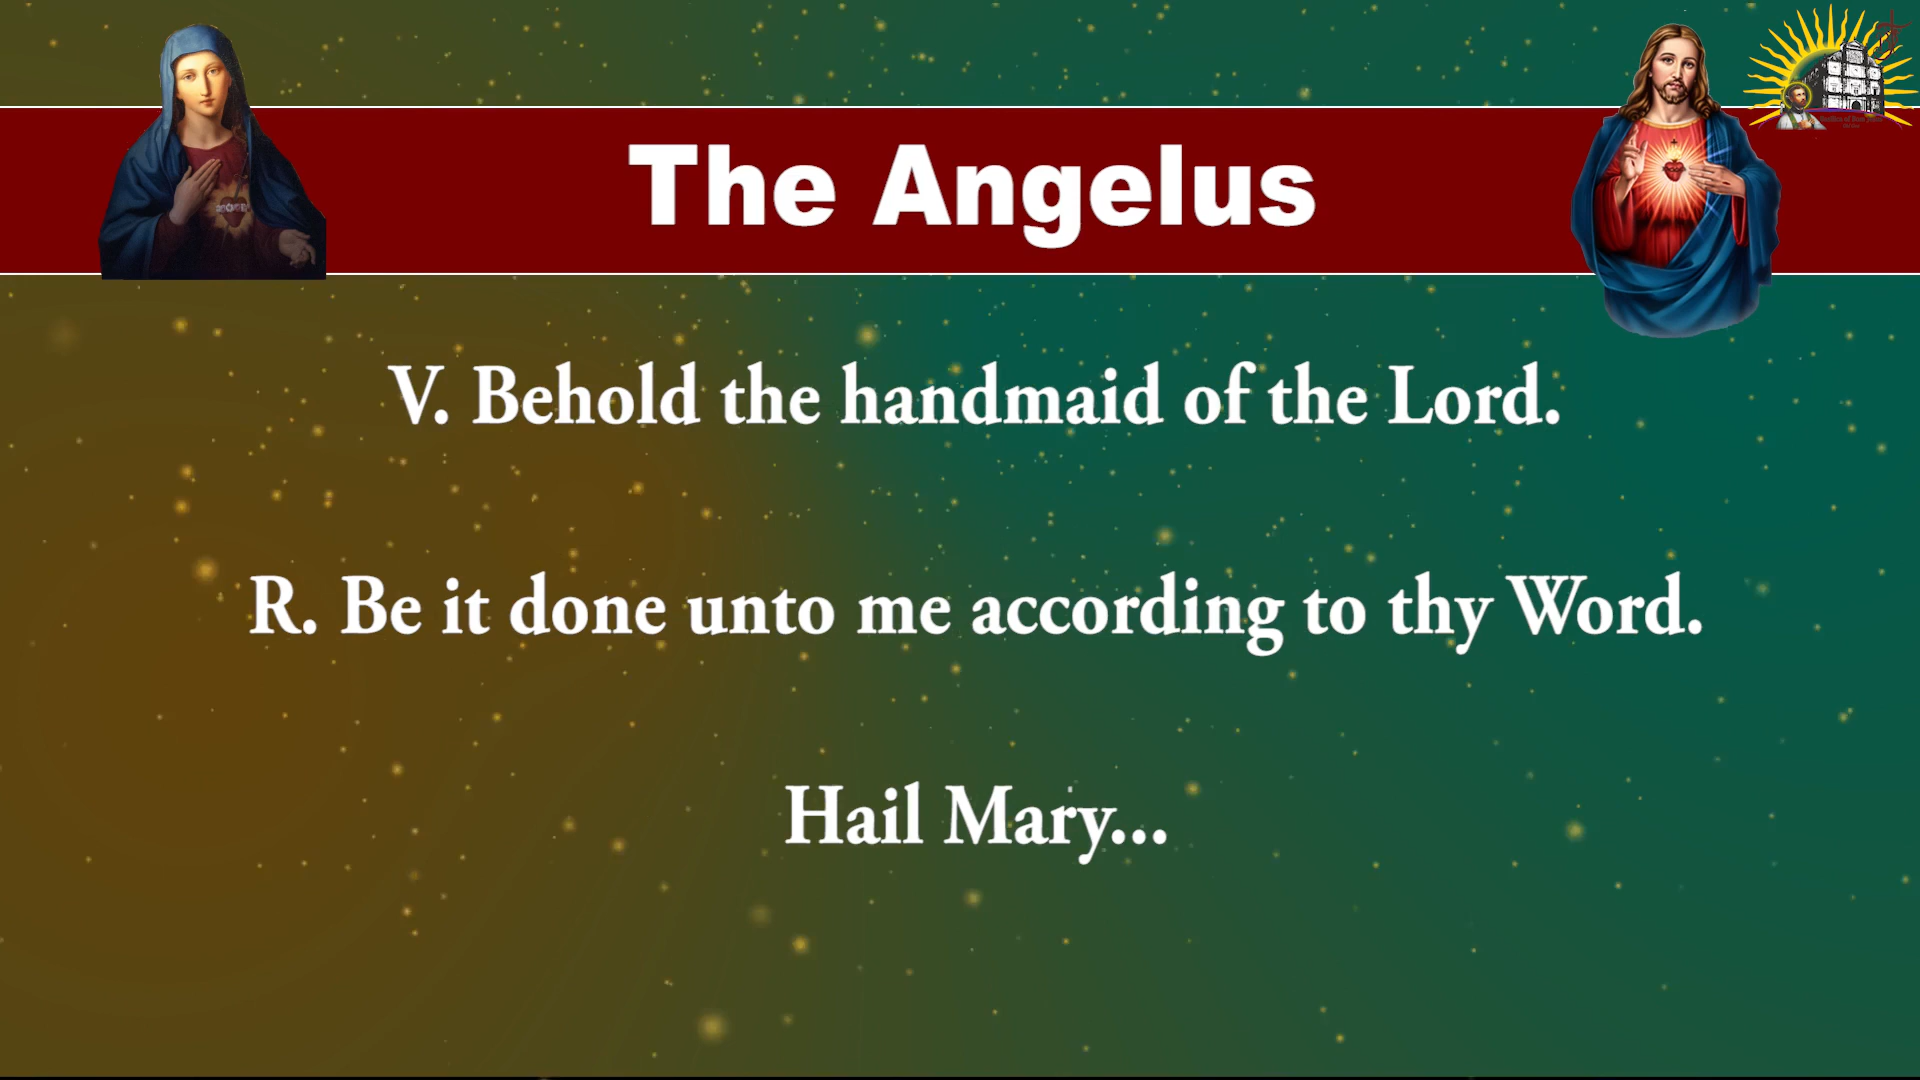 The Angelus
V. Behold the handmaid of the Lord.
R. Be it done unto me according to thy Word.
Hail Mary...